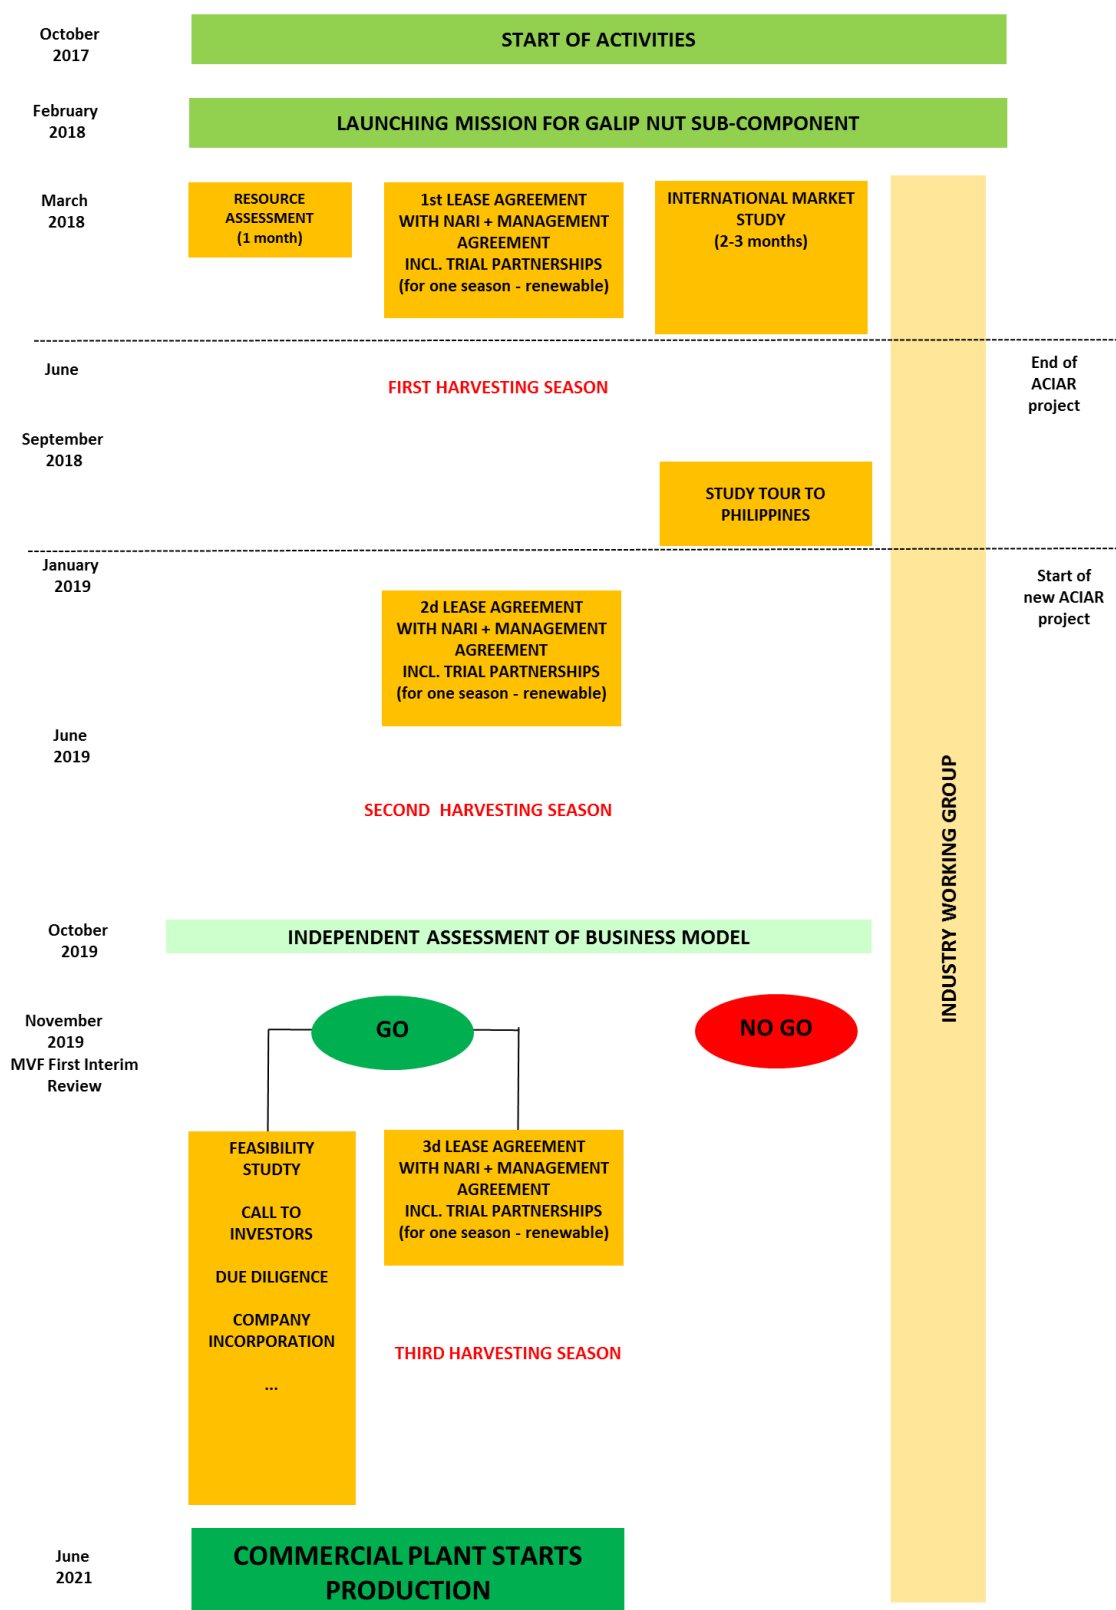 October
2017
START OF ACTIVITIES
February
2018
LAUNCHING MISSION FOR GALIP NUT SUB-COMPONENT
March
2018
RESOURCE
ASSESSMENT
(1 month)
1st LEASE AGREEMENT
WITH NARI + MANAGEMENT
AGREEMENT
INCL. TRIAL PARTNERSHIPS
(for one season - renewable)
INTERNATIONAL MARKET
STUDY
(2-3 months)
INDUSTRY WORKING GROUP
June
FIRST HARVESTING SEASON
End of
ACIAR
project
September
2018
STUDY TOUR TO
PHILIPPINES
January
2019
Start of
new ACIAR
project
2d LEASE AGREEMENT
WITH NARI + MANAGEMENT
AGREEMENT
INCL. TRIAL PARTNERSHIPS
(for one season - renewable)
June
2019
SECOND HARVESTING SEASON
October
2019
INDEPENDENT ASSESSMENT OF BUSINESS MODEL
November
2019
MVF First Interim
Review
GO
NO GO
FEASIBILITY
STUDTY
CALL TO
INVESTORS
DUE DILIGENCE
COMPANY
INCORPORATION
...
3d LEASE AGREEMENT
WITH NARI + MANAGEMENT
AGREEMENT
INCL. TRIAL PARTNERSHIPS
(for one season - renewable)
THIRD HARVESTING SEASON
June
2021
COMMERCIAL PLANT STARTS
PRODUCTION